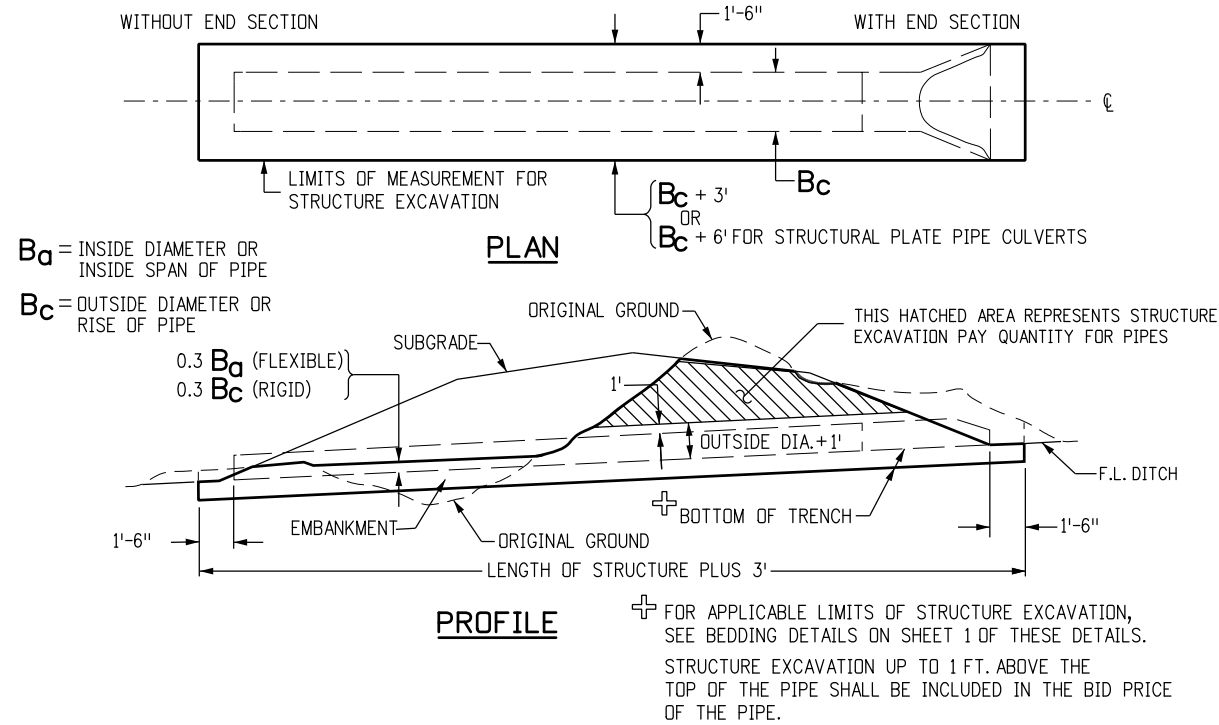 WITHOUT END SECTION
1'-6"
WITH END SECTION
℄
LIMITS OF MEASUREMENT FOR
STRUCTURE EXCAVATION
Bc
Bc + 3'
OR
Bc + 6' FOR STRUCTURAL PLATE PIPE CULVERTS
PLAN
Ba = INSIDE DIAMETER OR
INSIDE SPAN OF PIPE
Bc = OUTSIDE DIAMETER OR
RISE OF PIPE
ORIGINAL GROUND
THIS HATCHED AREA REPRESENTS STRUCTURE
EXCAVATION PAY QUANTITY FOR PIPES
SUBGRADE
0.3 Ba (FLEXIBLE)
0.3 Bc (RIGID)
1'
OUTSIDE DIA.+1'
F.L. DITCH
BOTTOM OF TRENCH
EMBANKMENT
ORIGINAL GROUND
1'-6"
1'-6"
LENGTH OF STRUCTURE PLUS 3'
PROFILE
FOR APPLICABLE LIMITS OF STRUCTURE EXCAVATION,
SEE BEDDING DETAILS ON SHEET 1 OF THESE DETAILS.
STRUCTURE EXCAVATION UP TO 1 FT. ABOVE THE
TOP OF THE PIPE SHALL BE INCLUDED IN THE BID PRICE
OF THE PIPE.